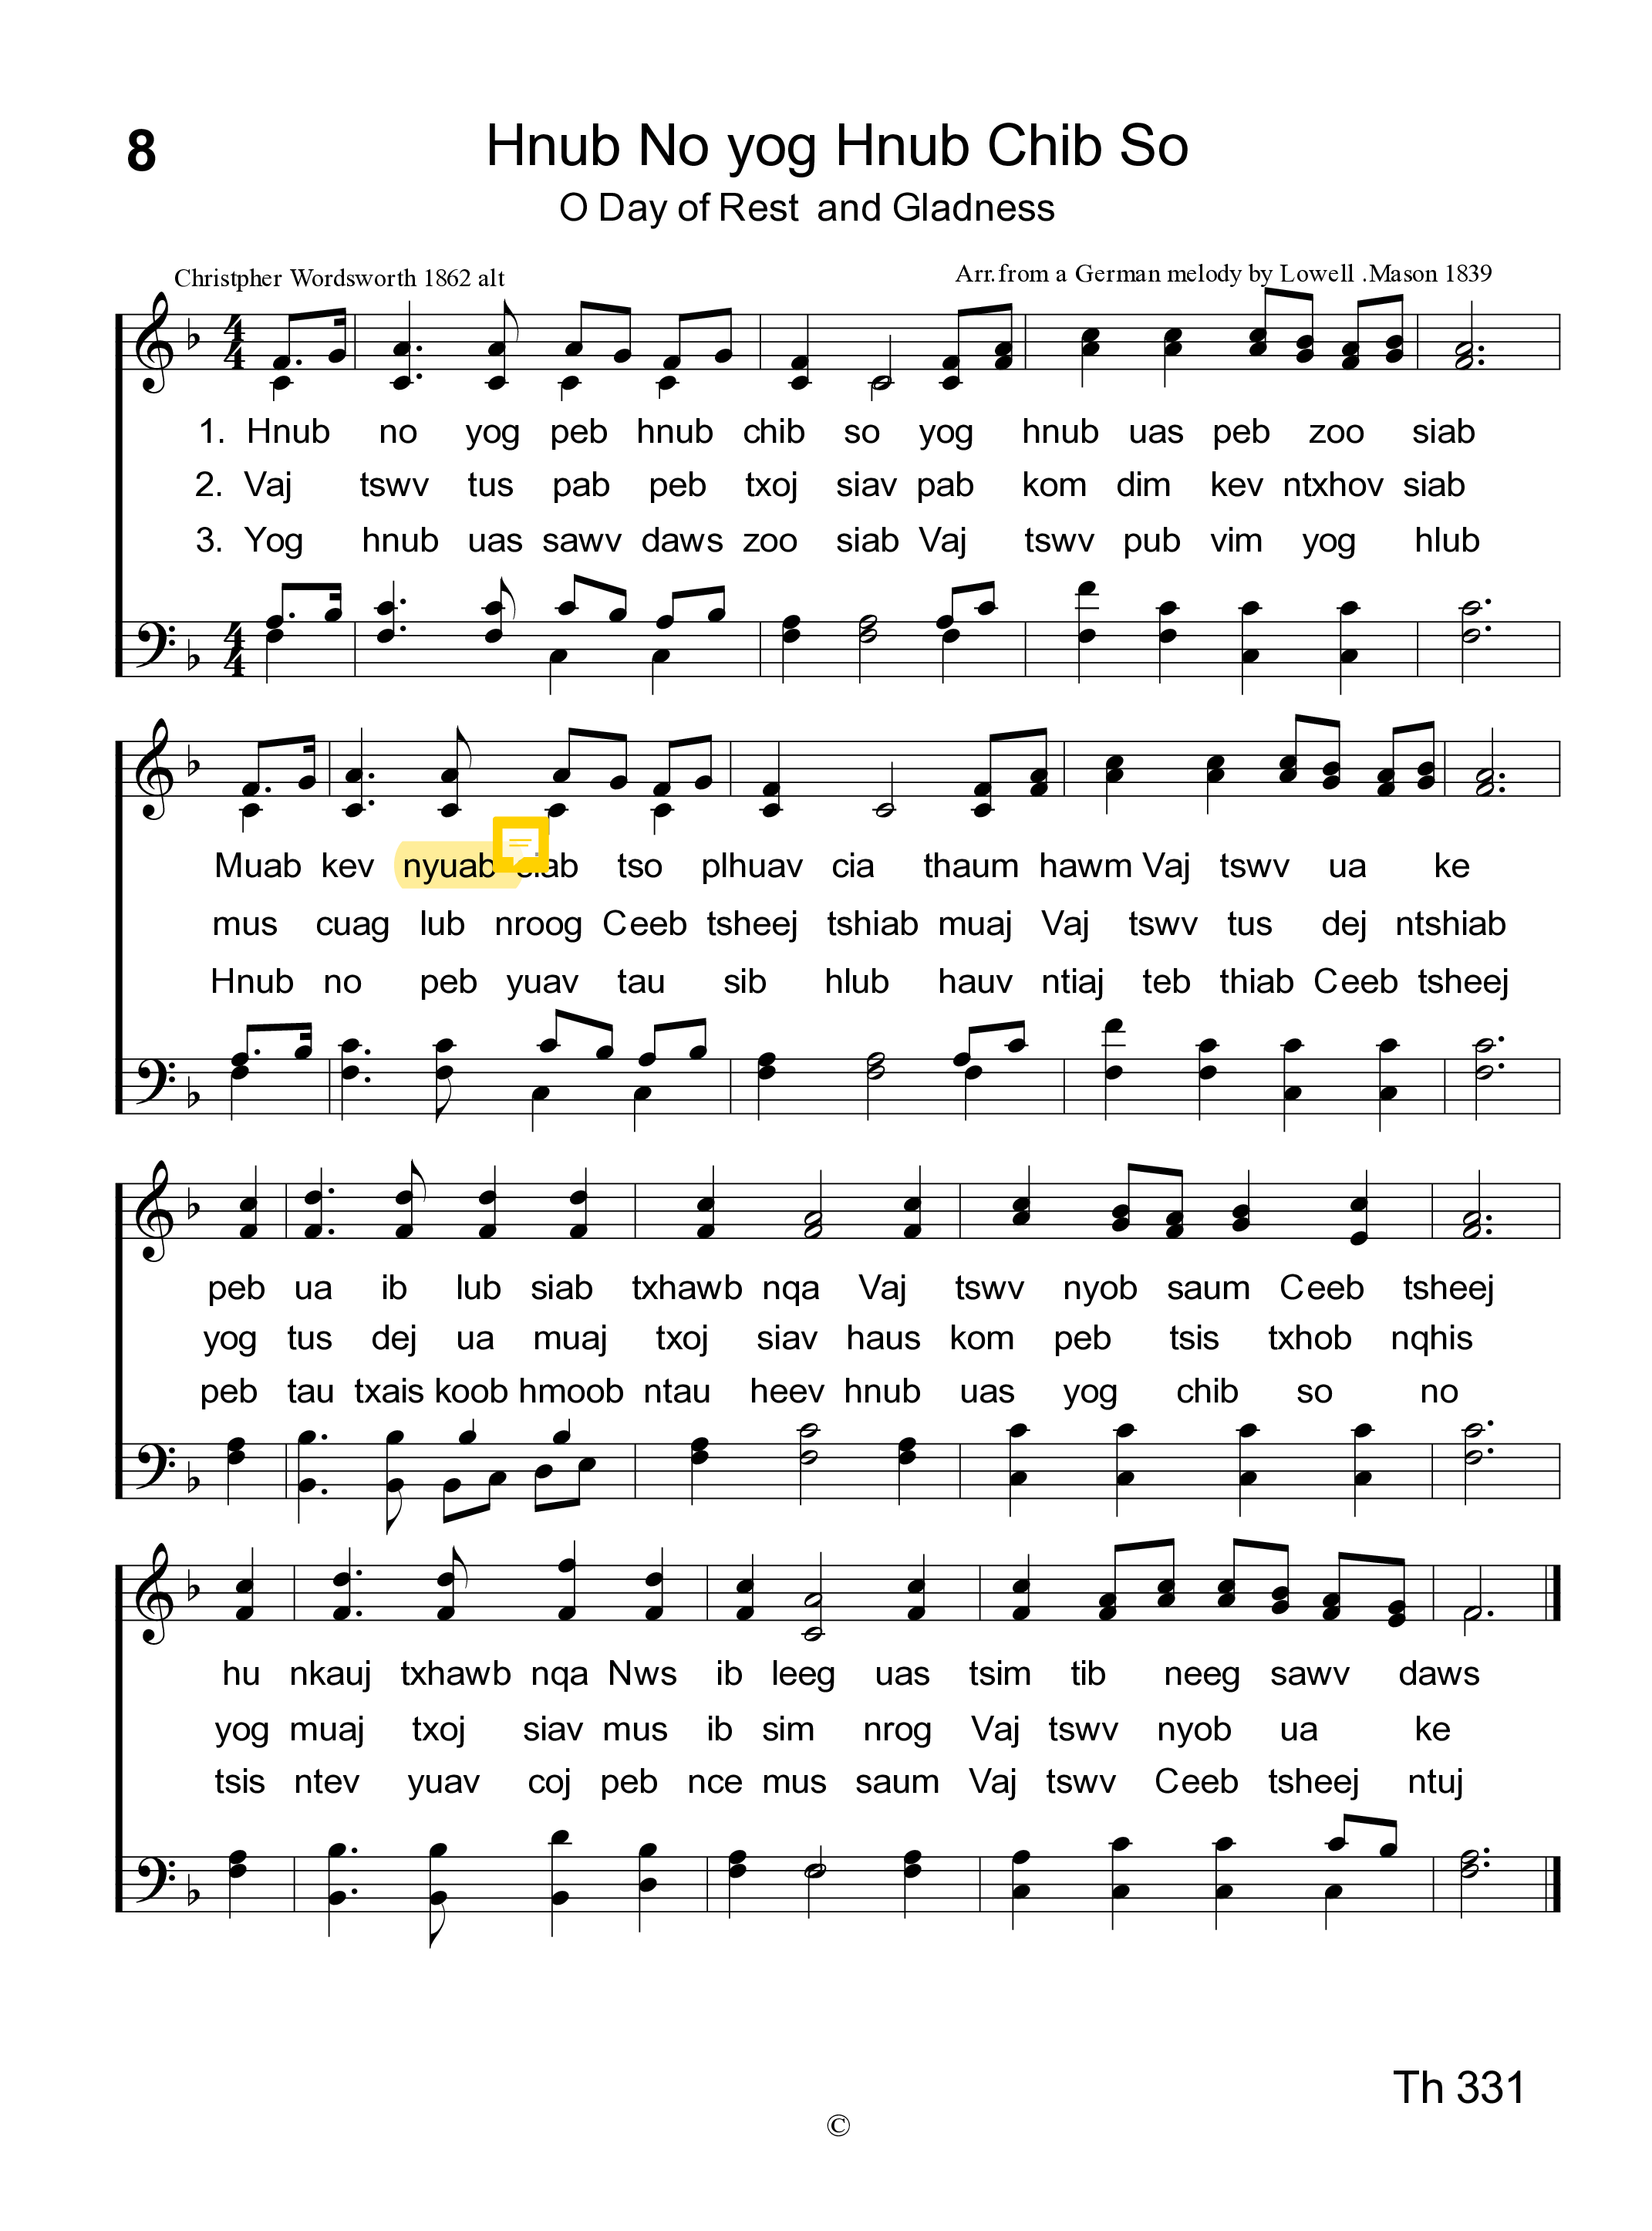 8
Hnub No yog Hnub Chib So
O Day of Rest and Gladness
Christpher Wordsworth 1862 alt
Arr.from a German melody by Lowell .Mason 1839
1. Hnub no yog peb hnub chib so yog hnub uas peb zoo siab
2. Vaj tswv tus pab peb txoj siav pab kom dim kev ntxhov siab
3. Yog hnub uas sawv daws zoo siab Vaj tswv pub vim yog hlub
Muab kev nyuab tso plhuav cia thaum hawm Vaj tswv ua ke
mus cuag lub nroog Ceeb tsheej tshiab muaj Vaj tswv tus dej ntshiab
Hnub no peb yuav tau sib hlub hauv ntiaj teb thiab Ceeb tsheej
peb ua ib lub siab txhawb nqa Vaj tswv nyob saum Ceeb tsheej
yog tus dej ua muaj txoj siav haus kom peb tsis txhob nqhis
peb tau txais koob hmoob ntau heev hnub uas yog chib so no
hu nkauj txhawb nqa Nws ib leeg uas tsim tib neeg sawv daws
yog muaj txoj siav mus ib sim nrog Vaj tswv nyob ua ke
tsis ntev yuav coj peb nce mus saum Vaj tswv Ceeb tsheej ntuj
Th 331
©